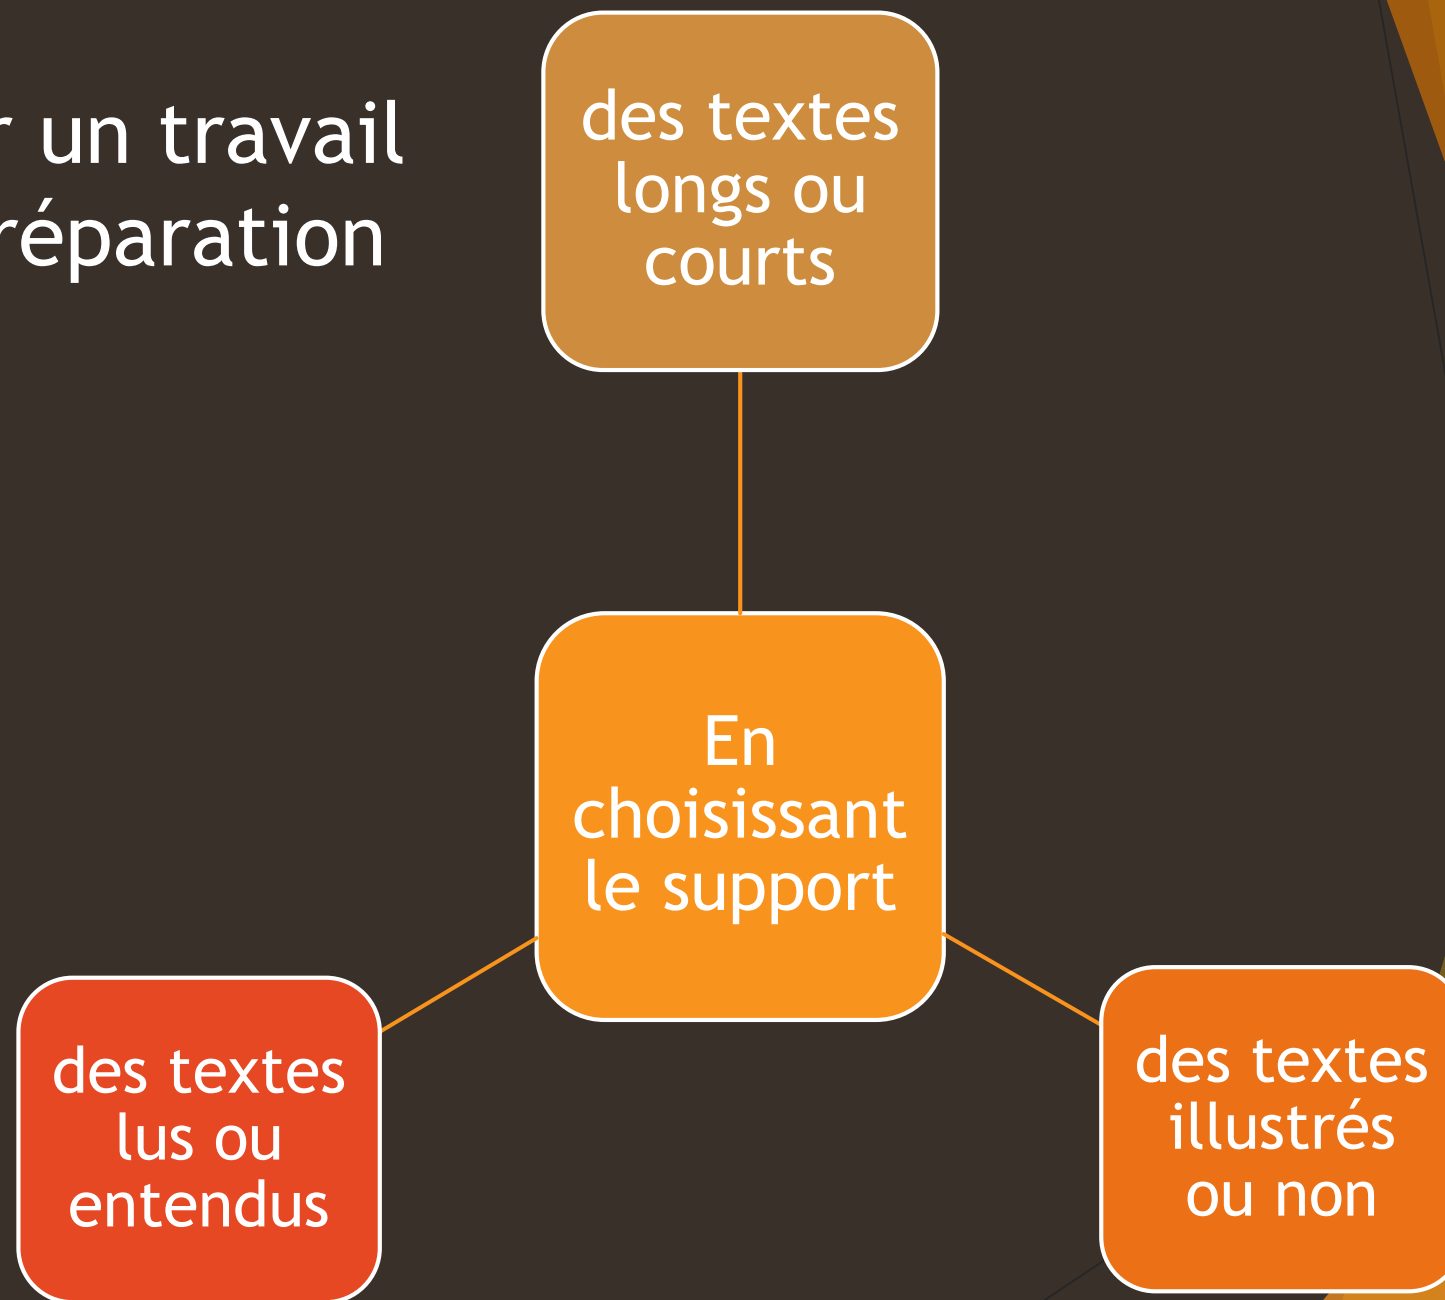 r un travail
réparation
des textes
longs ou
courts
En
choisissant
le support
des textes
lus ou
entendus
des textes
illustrés
ou non